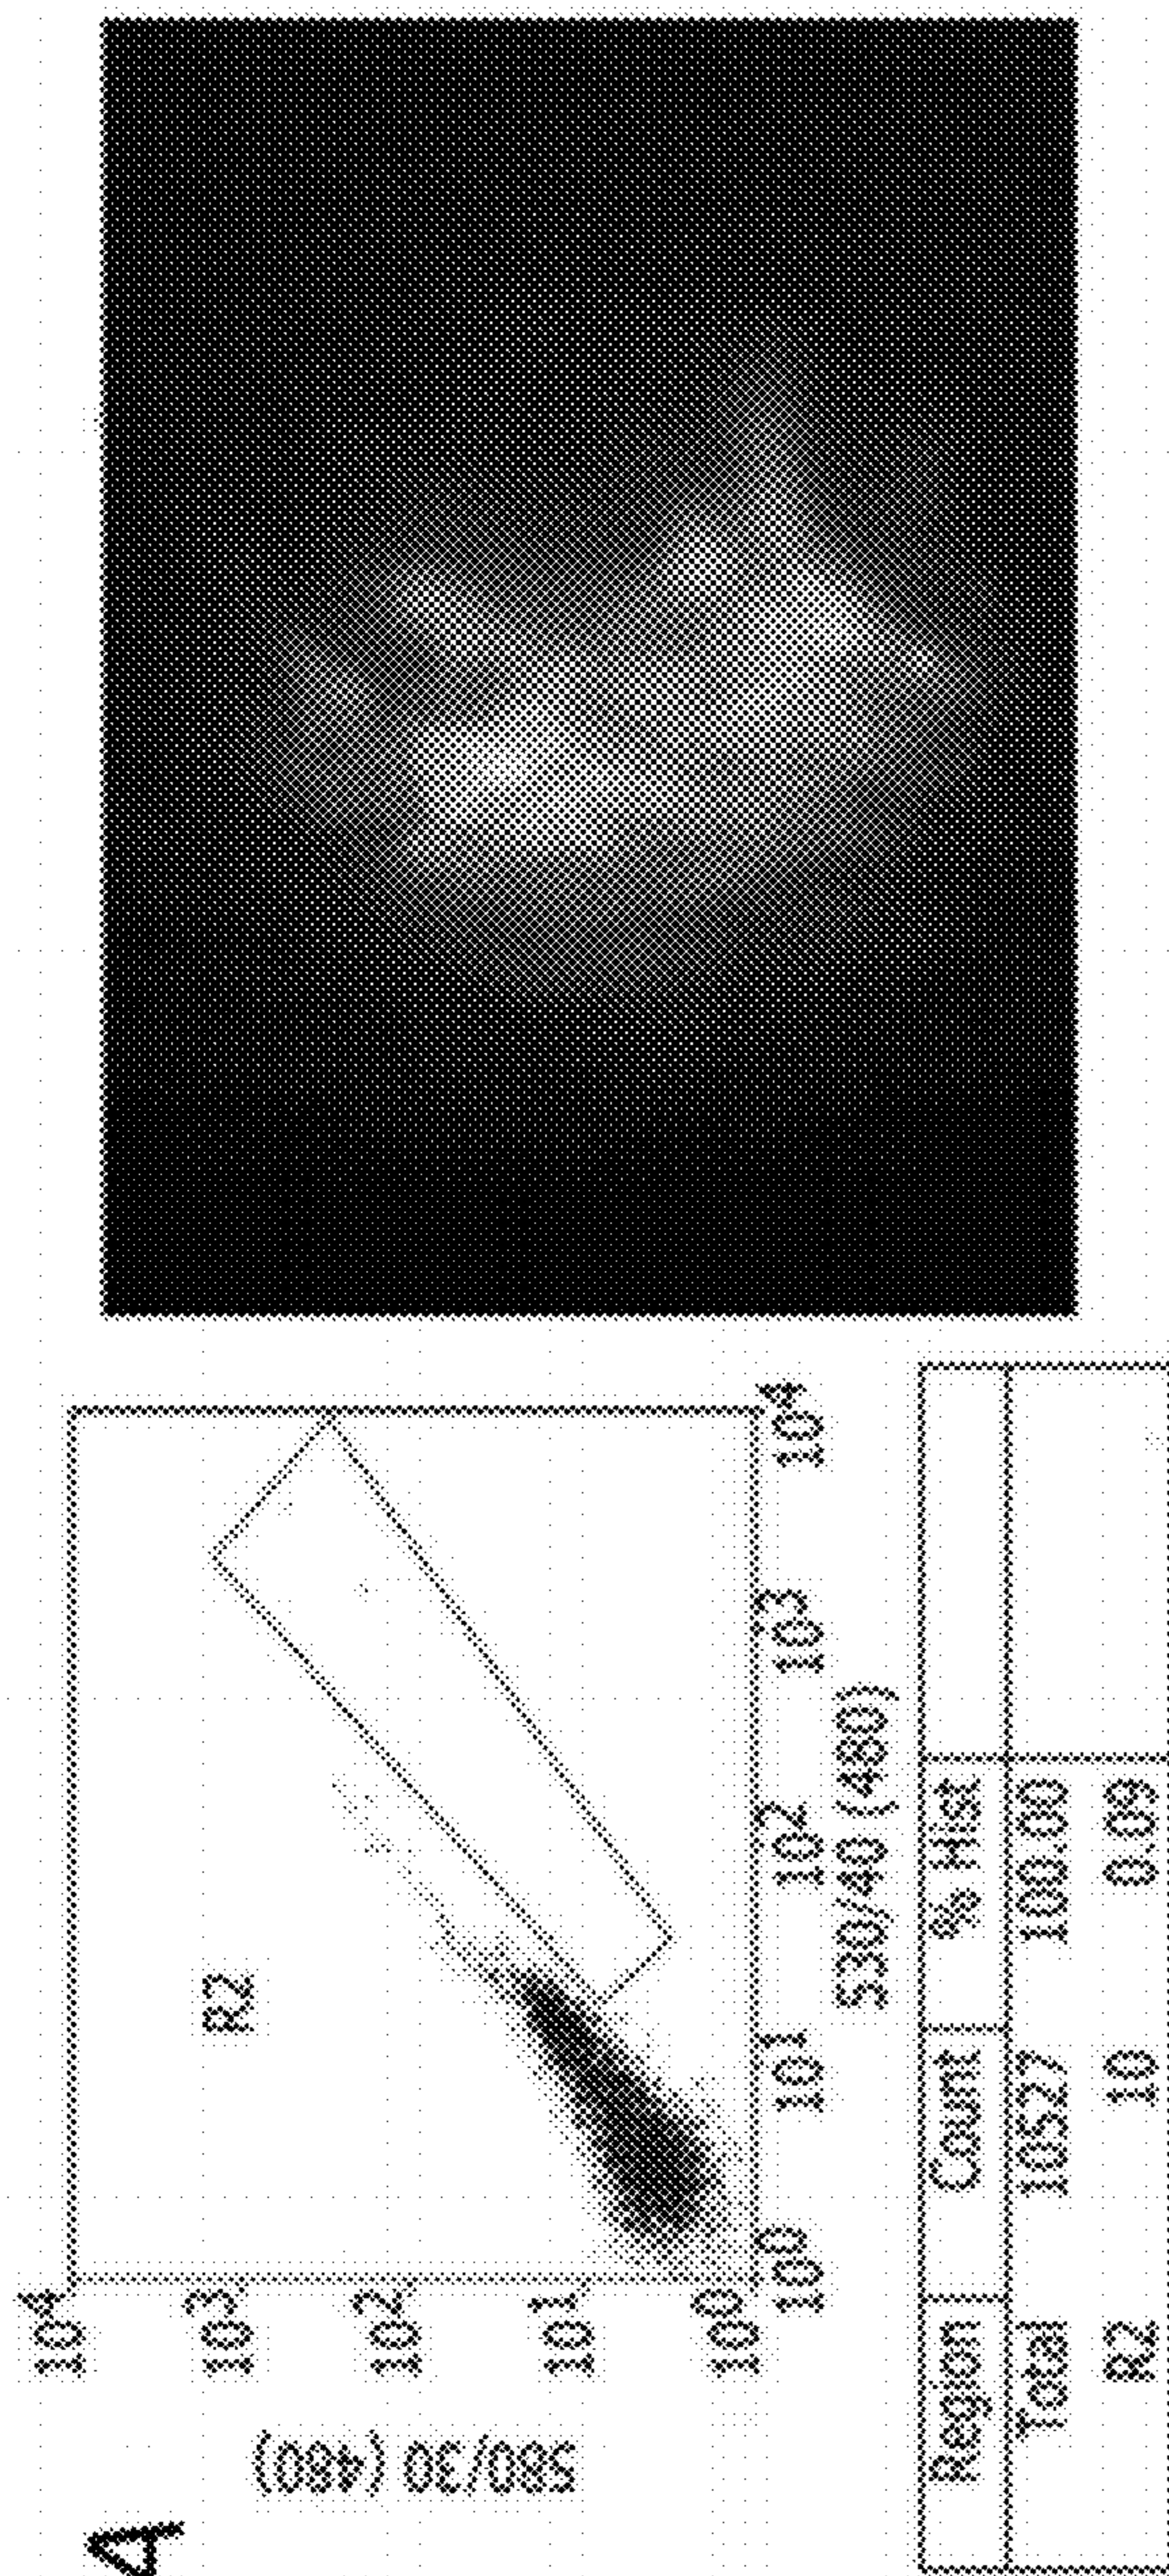 A
580/30 (480)
10⁴
10³
10²
10¹
10⁰
R2
10⁰ 10¹ 10² 10³ 10⁴
530/40 (480)
Region Count % Hist
Total 10527 100.00
R2 10 0.09